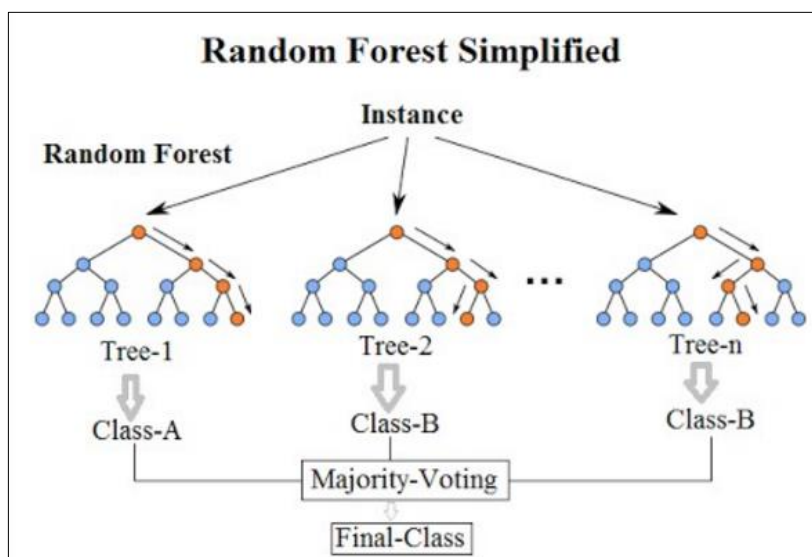 Random Forest Simplified
Instance
Random Forest
...
Tree-1
Tree-2
Tree-n
Class-A
Class-B
Class-B
Majority-Voting
Final-Class